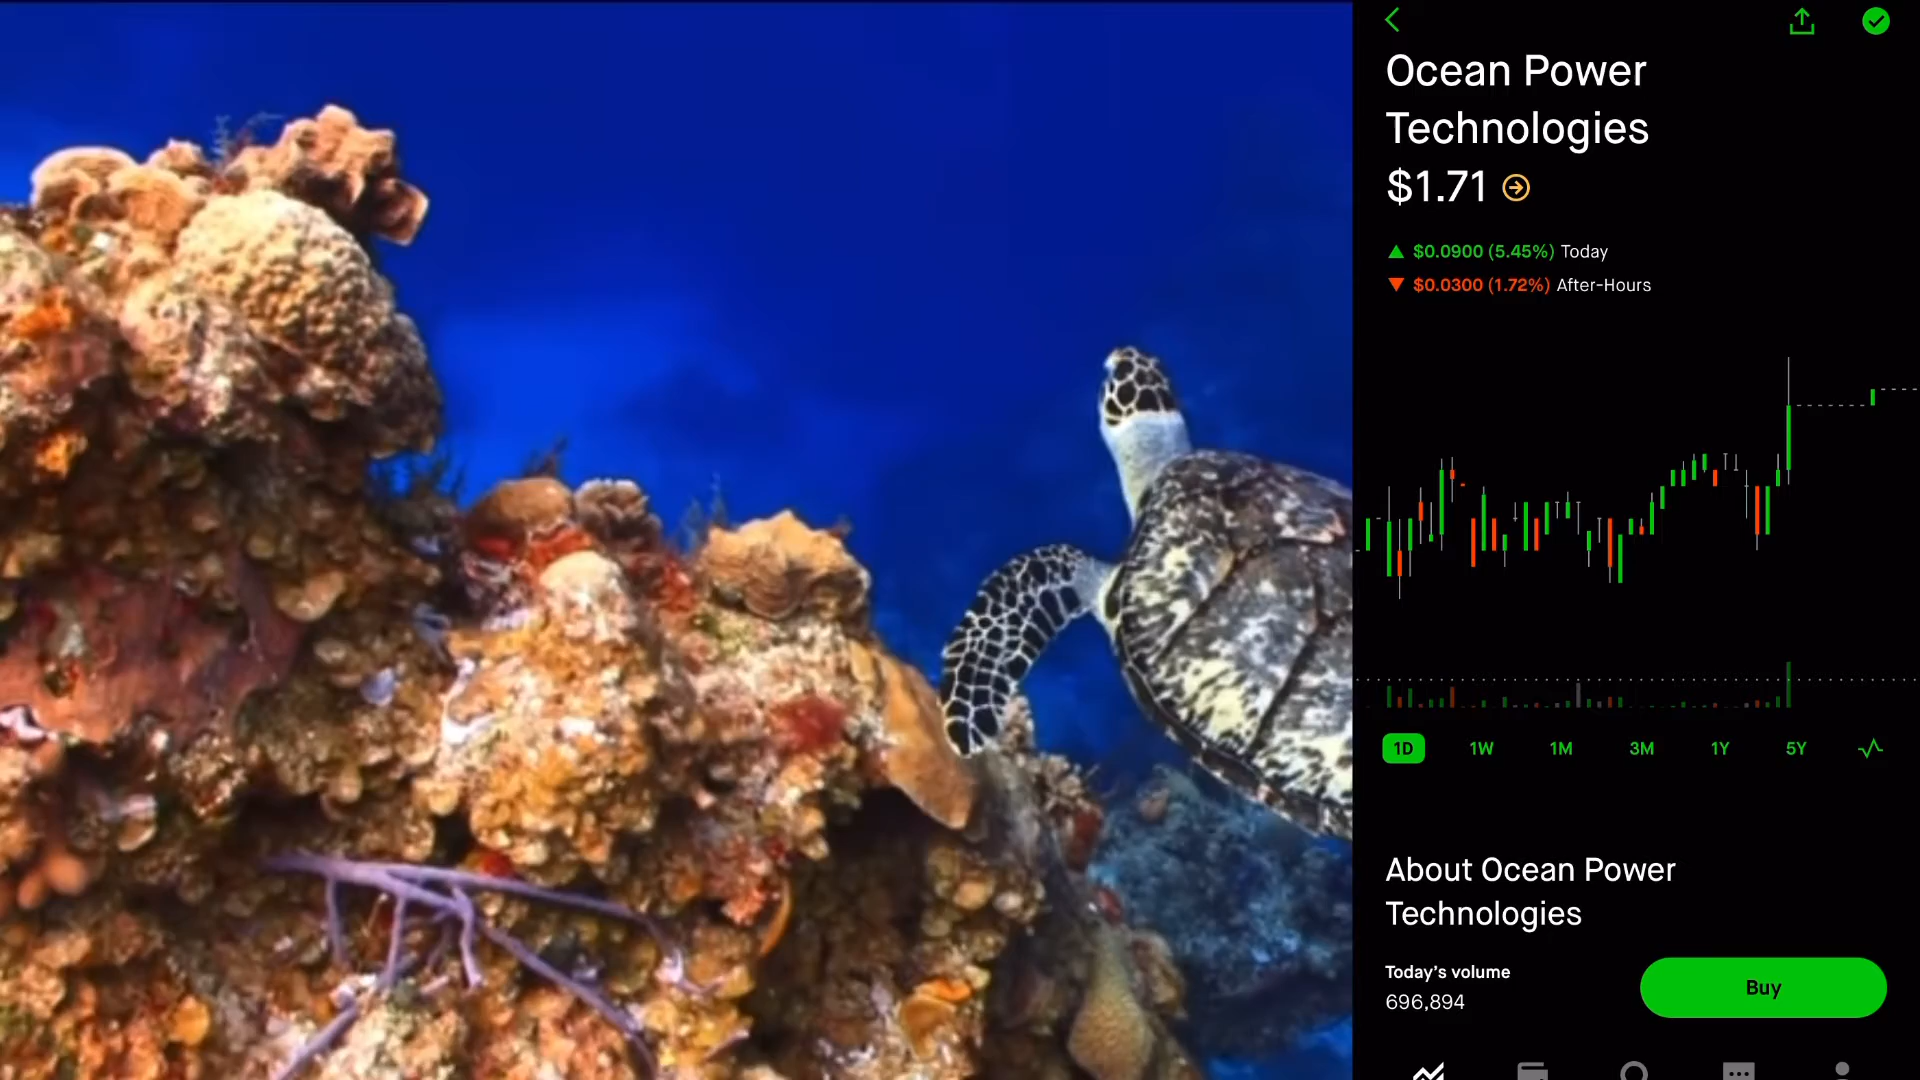 Ocean Power
Technologies
$1.71
$0.0900 (5.45%) Today
$0.0300 (1.72%) After-Hours
1D 1W 1M 3M 1Y 5Y
About Ocean Power
Technologies
Today's volume
696,894
Buy